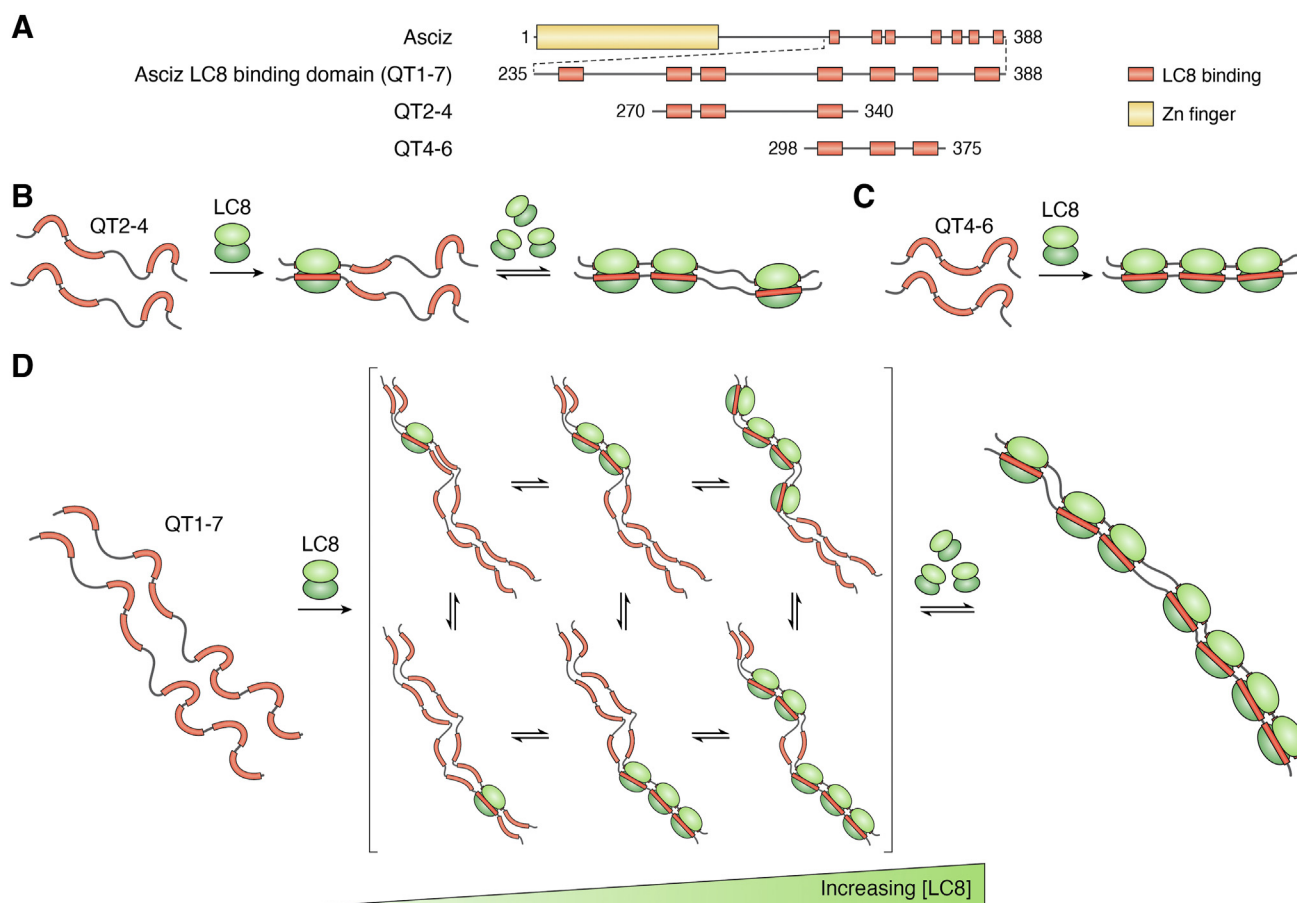 A
Asciz
1
388
Asciz LC8 binding domain (QT1-7)
235
388
QT2-4
270
340
QT4-6
298
375
LC8 binding
Zn finger
B
QT2-4
LC8
C
QT4-6
LC8
D
QT1-7
LC8
Increasing [LC8]